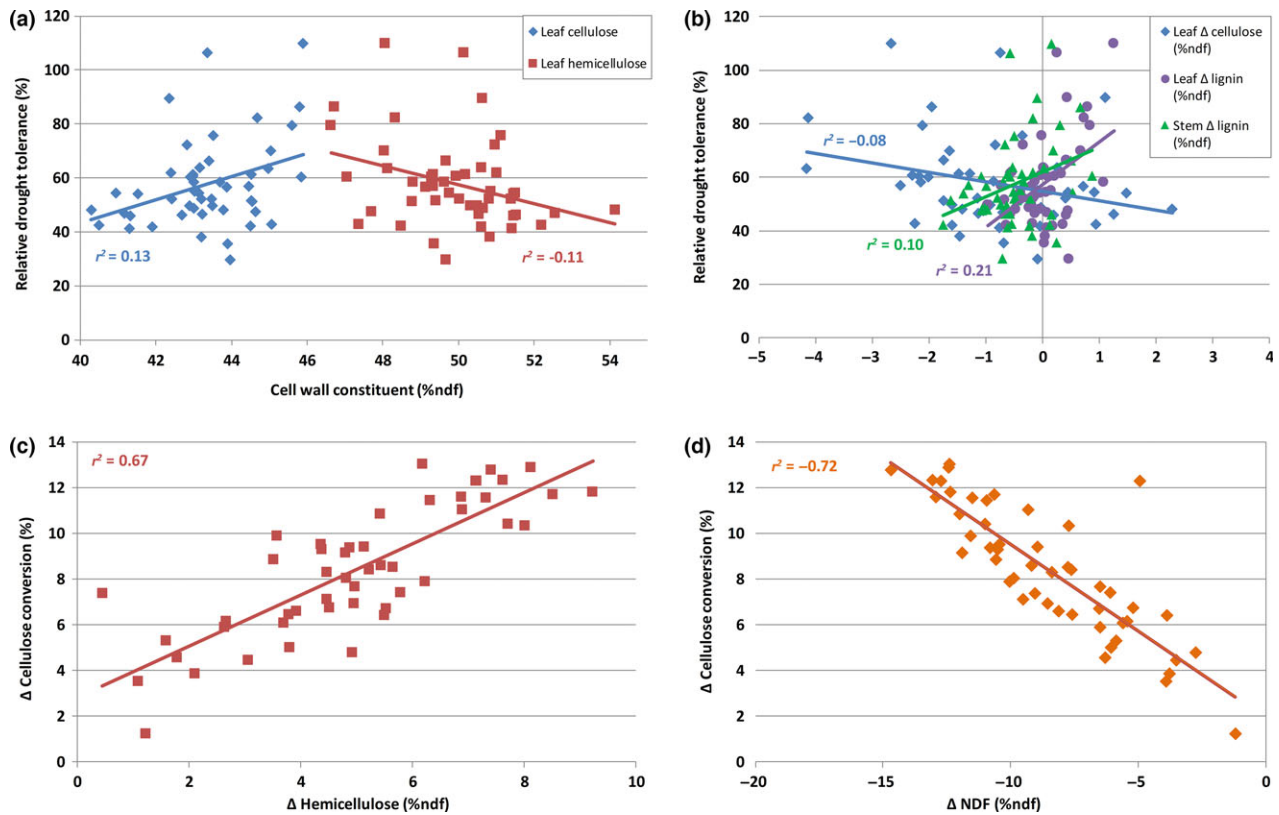 (a)
120
100
80
60
40
20
0
40
42
44
46
48
50
52
54
Relative drought tolerance (%)
Cell wall constituent (%ndf)
Leaf cellulose
Leaf hemicellulose
r² = 0.13
r² = -0.11
(b)
120
100
80
60
40
20
0
–5
–4
–3
–2
–1
0
1
2
3
4
Relative drought tolerance (%)
Leaf Δ cellulose
(%ndf)
Leaf Δ lignin
(%ndf)
Stem Δ lignin
(%ndf)
r² = –0.08
r² = 0.10
r² = 0.21
(c)
14
12
10
8
6
4
2
0
0
2
4
6
8
10
Δ Cellulose conversion (%)
Δ Hemicellulose (%ndf)
r² = 0.67
(d)
14
12
10
8
6
4
2
0
–20
–15
–10
–5
0
Δ Cellulose conversion (%)
Δ NDF (%ndf)
r² = –0.72